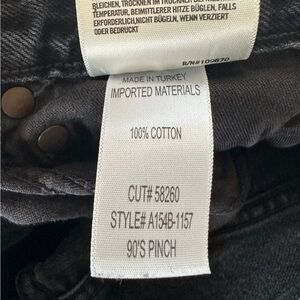 BLEICHEN, TROCKNEN IM TROCKNER
TEMPERATUR, BEIMITTLERER HITZE BÜGELN, FALLS
ERFORDERLICH,NICHT BÜGELN, WENN VERZIERT
ODER BEDRUCKT
R/N#109670
MADE IN TURKEY
IMPORTED MATERIALS
100% COTTON
CUT# 58260
STYLE# A154B-1157
90'S PINCH